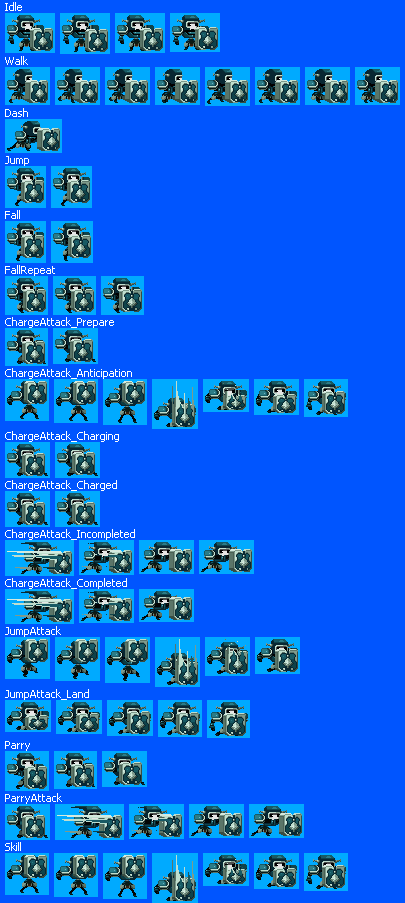 Idle
Walk
Dash
Jump
Fall
FallRepeat
ChargeAttack_Prepare
ChargeAttack_Anticipation
ChargeAttack_Charging
ChargeAttack_Charged
ChargeAttack_Incompleted
ChargeAttack_Completed
JumpAttack
JumpAttack_Land
Parry
ParryAttack
Skill